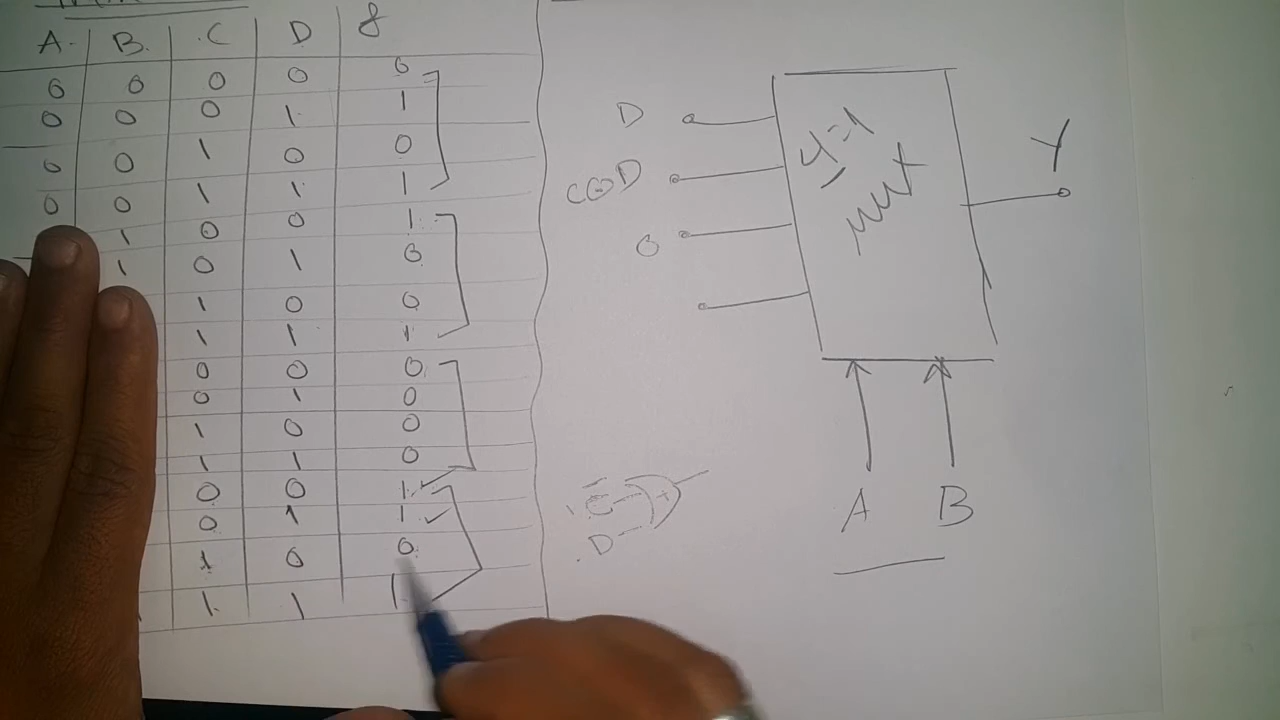 A. B. .C D f
0 0 0 0 0
0 0 0 1 1
0 0 1 0 0
0 0 1 1 1
1 0 0 1
1 0 1 0
1 0 0
1 1 1
0 0 0
0 1 0
1 0 0
1 1 0
0 0 1
0 1 1
1 0 0
1 1 1
D
C⊙D
0
4:1
mux
Y
A B
C +
D